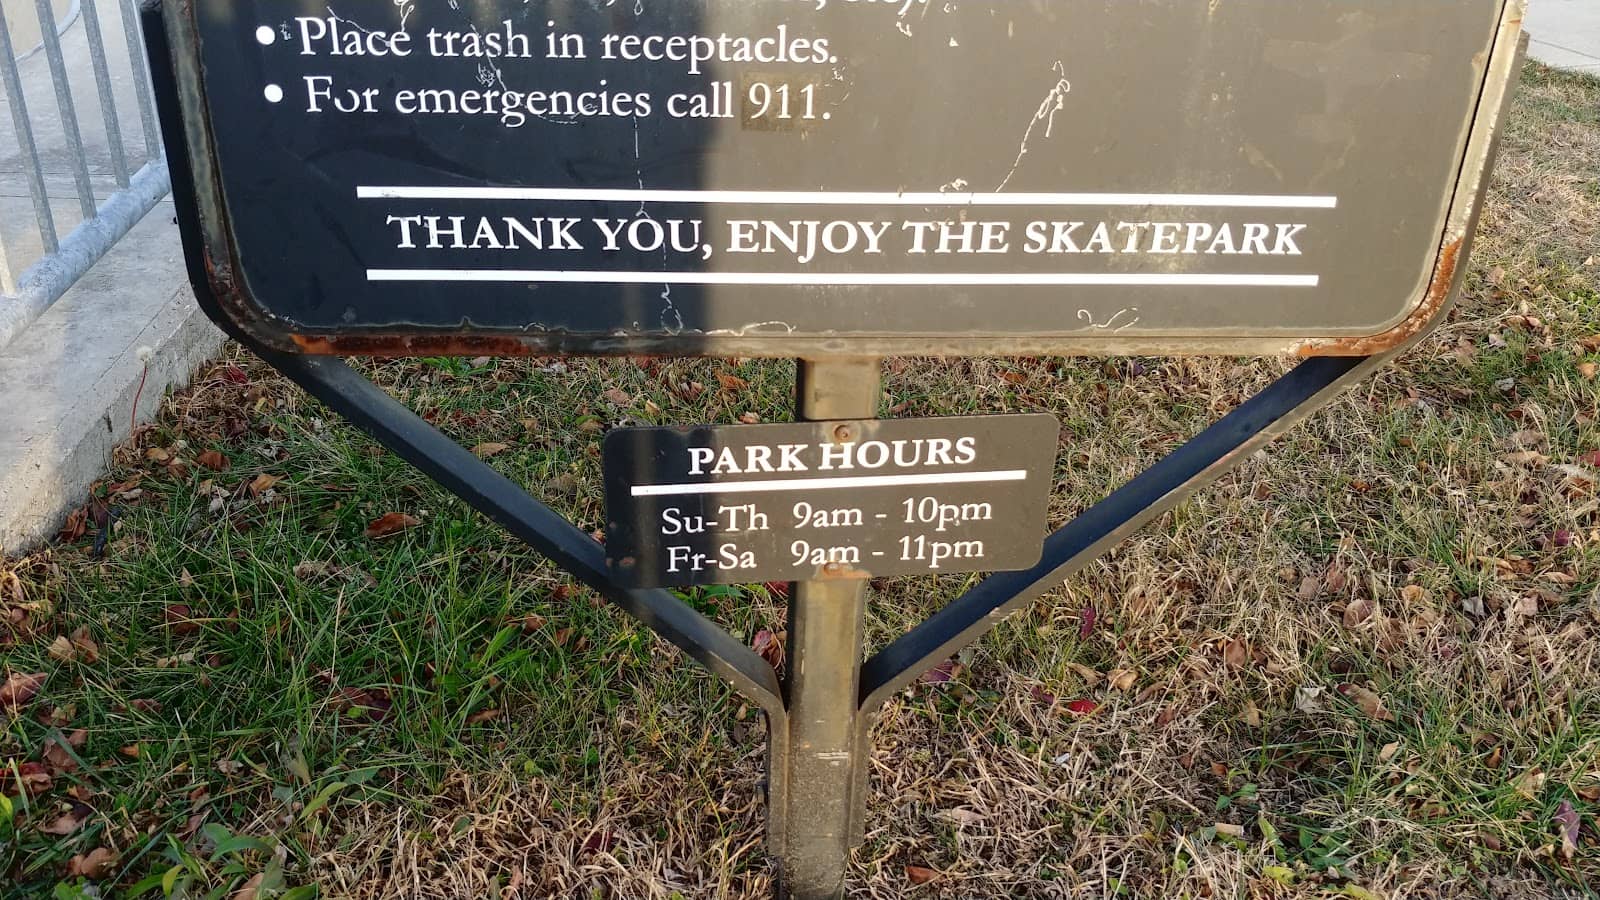 • Place trash in receptacles.
• For emergencies call 911.
THANK YOU, ENJOY THE SKATEPARK
PARK HOURS
Su-Th 9am - 10pm
Fr-Sa 9am - 11pm